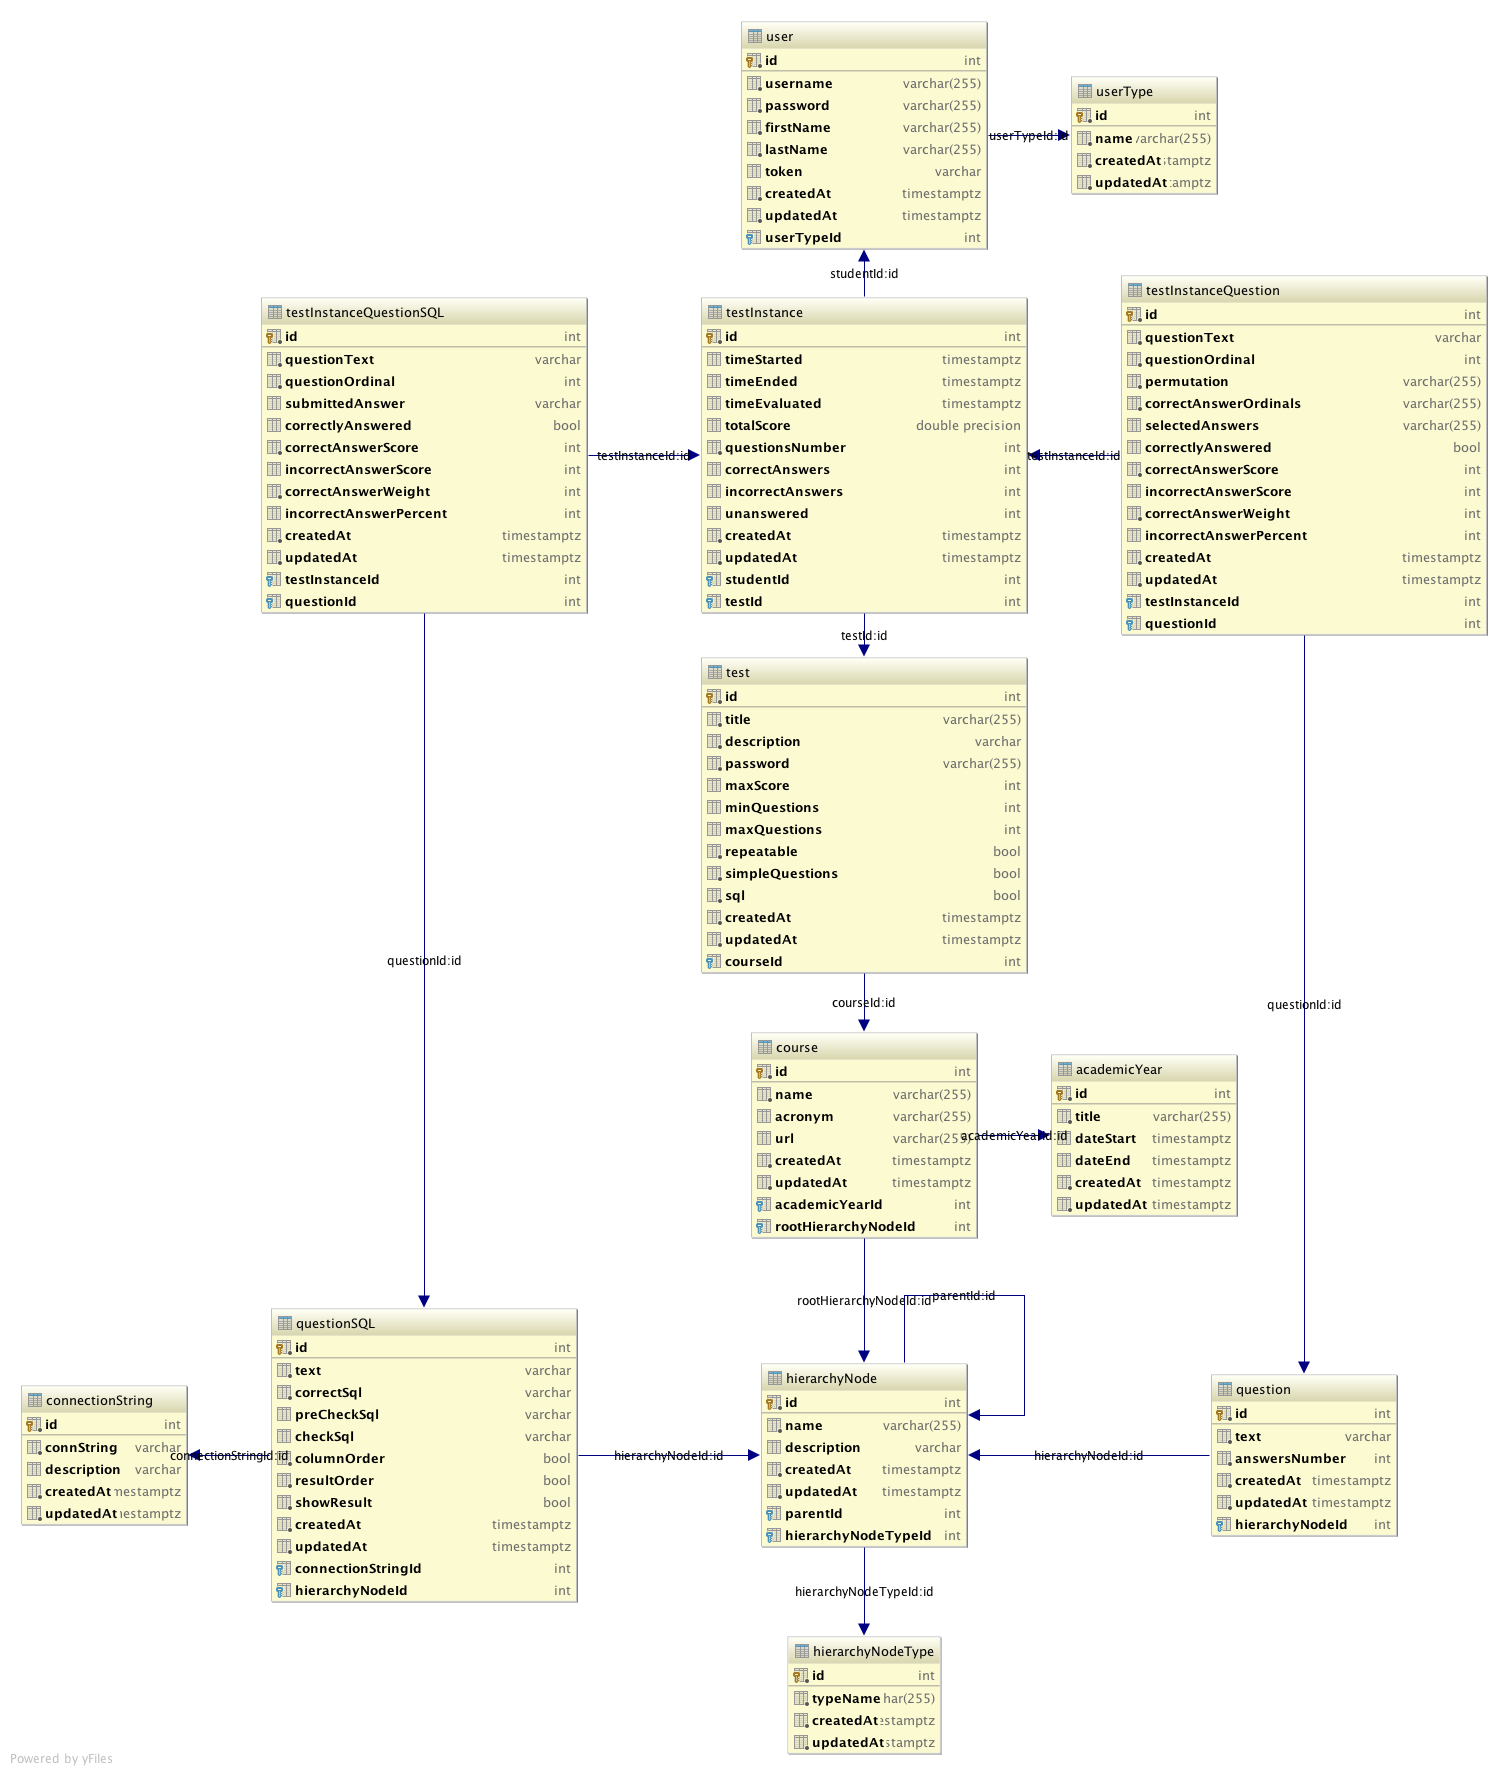 user
id int
username varchar(255)
password varchar(255)
firstName varchar(255)
lastName varchar(255)
token varchar
createdAt timestamptz
updatedAt timestamptz
userTypeId int
userTypeId:id
userType
id int
name varchar(255)
createdAt stamptz
updatedAt tamptz
studentId:id
testInstanceQuestionSQL
id int
questionText varchar
questionOrdinal int
submittedAnswer varchar
correctlyAnswered bool
correctAnswerScore int
incorrectAnswerScore int
correctAnswerWeight int
incorrectAnswerPercent int
createdAt timestamptz
updatedAt timestamptz
testInstanceId int
questionId int
testInstanceId:id
testInstance
id int
timeStarted timestamptz
timeEnded timestamptz
timeEvaluated timestamptz
totalScore double precision
questionsNumber int
correctAnswers int
incorrectAnswers int
unanswered int
createdAt timestamptz
updatedAt timestamptz
studentId int
testId int
testInstanceId:id
testInstanceQuestion
id int
questionText varchar
questionOrdinal int
permutation varchar(255)
correctAnswerOrdinals varchar(255)
selectedAnswers varchar(255)
correctlyAnswered bool
correctAnswerScore int
incorrectAnswerScore int
correctAnswerWeight int
incorrectAnswerPercent int
createdAt timestamptz
updatedAt timestamptz
testInstanceId int
questionId int
testId:id
test
id int
title varchar(255)
description varchar
password varchar(255)
maxScore int
minQuestions int
maxQuestions int
repeatable bool
simpleQuestions bool
sql bool
createdAt timestamptz
updatedAt timestamptz
courseId int
questionId:id
courseId:id
questionId:id
course
id int
name varchar(255)
acronym varchar(255)
url varchar(255)
createdAt timestamptz
updatedAt timestamptz
academicYearId int
rootHierarchyNodeId int
academicYearId:id
academicYear
id int
title varchar(255)
dateStart timestamptz
dateEnd timestamptz
createdAt timestamptz
updatedAt timestamptz
rootHierarchyNodeId:id
parentId:id
connectionString
id int
connString varchar
description varchar
createdAt mestamptz
updatedAt estamptz
connectionStringId:id
questionSQL
id int
text varchar
correctSql varchar
preCheckSql varchar
checkSql varchar
columnOrder bool
resultOrder bool
showResult bool
createdAt timestamptz
updatedAt timestamptz
connectionStringId int
hierarchyNodeId int
hierarchyNodeId:id
hierarchyNode
id int
name varchar(255)
description varchar
createdAt timestamptz
updatedAt timestamptz
parentId int
hierarchyNodeTypeId int
hierarchyNodeId:id
question
id int
text varchar
answersNumber int
createdAt timestamptz
updatedAt timestamptz
hierarchyNodeId int
hierarchyNodeTypeId:id
hierarchyNodeType
id int
typeName har(255)
createdAt estamptz
updatedAt stamptz
Powered by yFiles